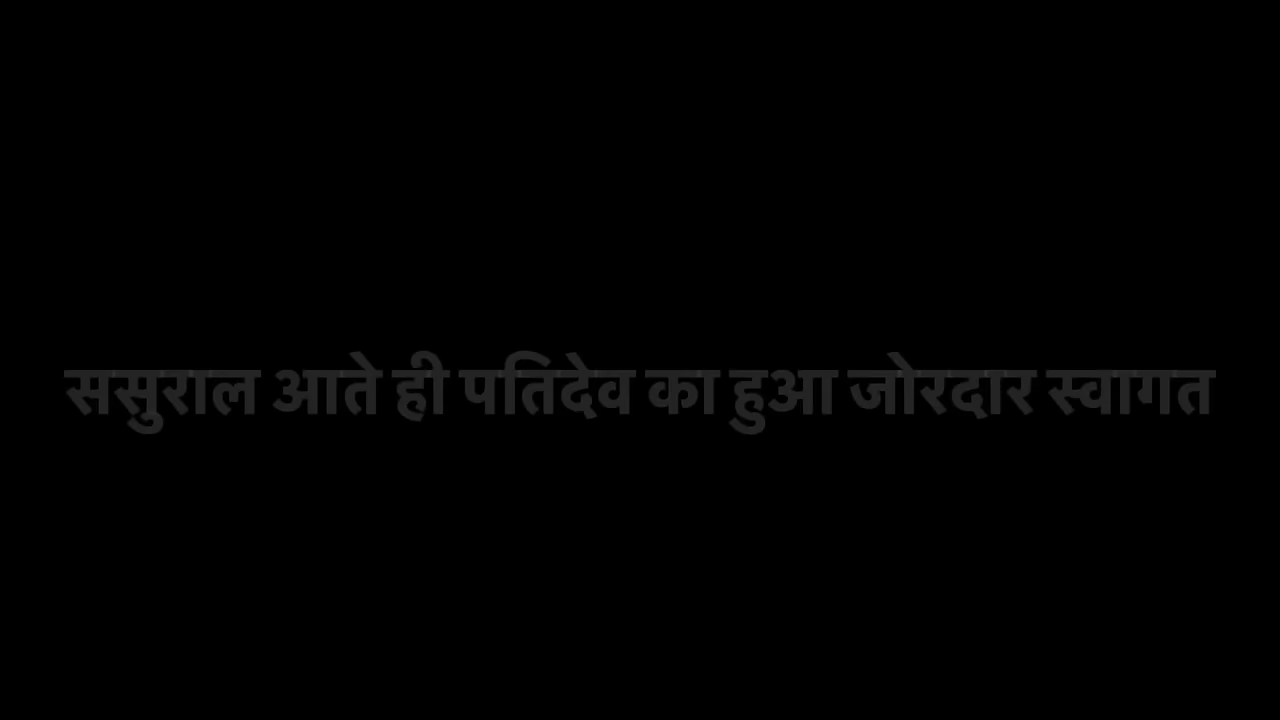 ससुराल आते ही पतिदेव का हुआ जोरदार स्वागत